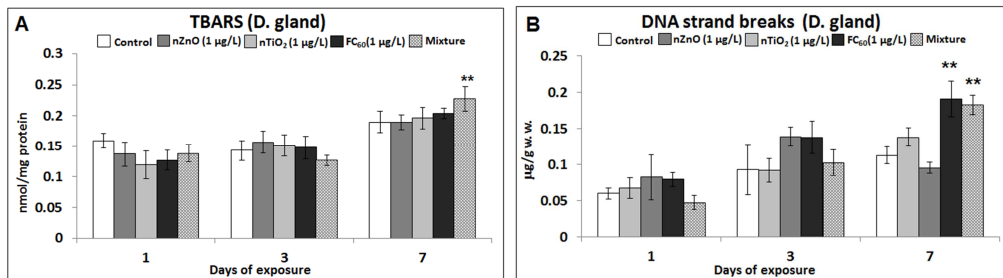 A
TBARS (D. gland)
Control nZnO (1 µg/L) nTiO₂ (1 µg/L) FC₆₀(1 µg/L) Mixture
0.3
0.25
0.2
0.15
0.1
0.05
0
nmol/mg protein
**
1 3 7
Days of exposure
B
DNA strand breaks (D. gland)
Control nZnO (1 µg/L) nTiO₂ (1 µg/L) FC₆₀(1 µg/L) Mixture
0.25
0.2
0.15
0.1
0.05
0
µg/g w.w.
** **
1 3 7
Days of exposure